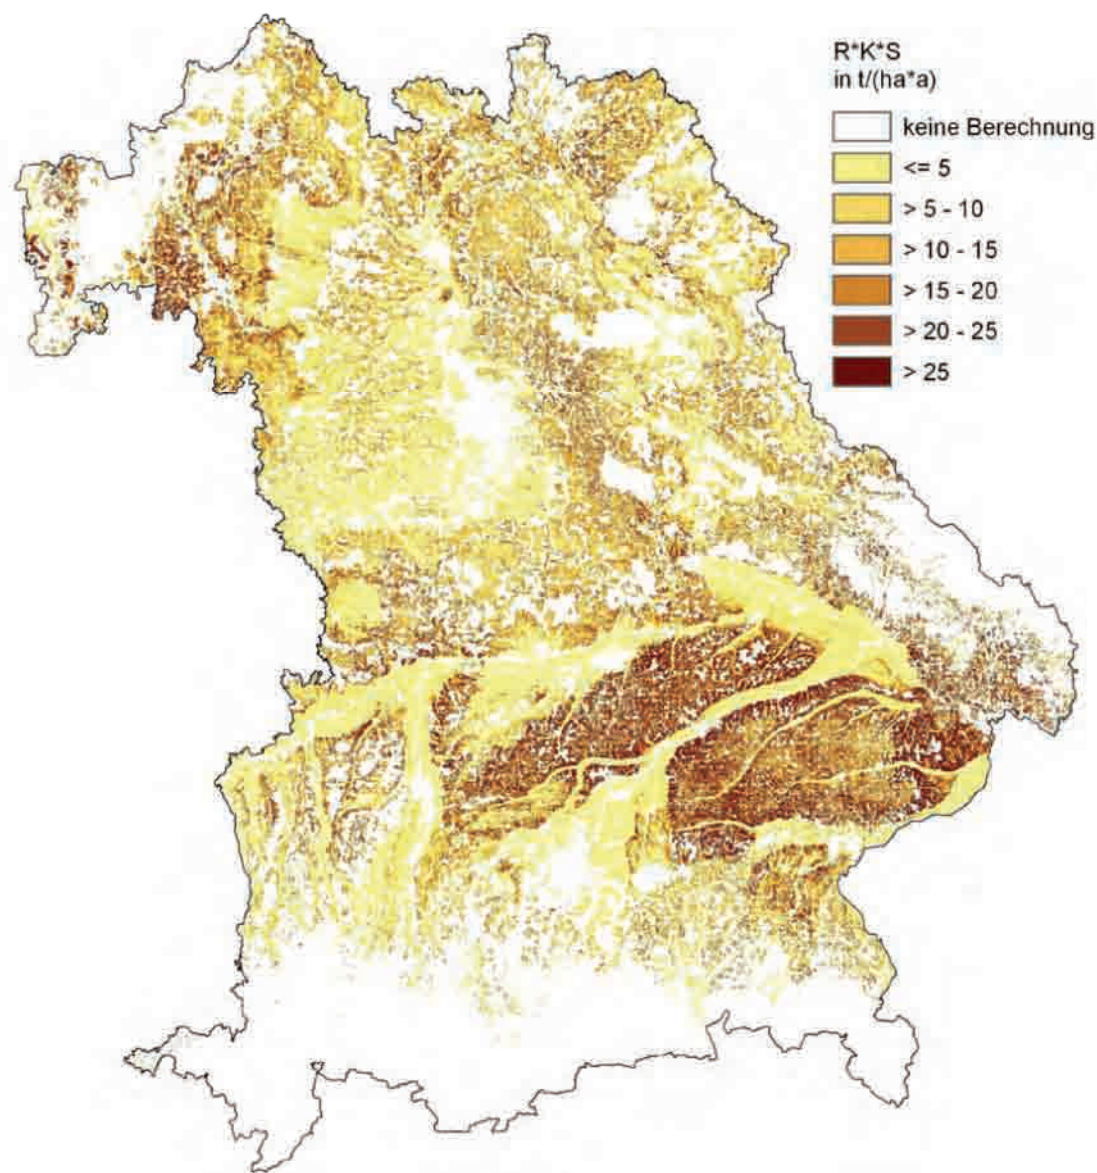 R*K*S
in t/(ha*a)
keine Berechnung
<= 5
> 5 - 10
> 10 - 15
> 15 - 20
> 20 - 25
> 25